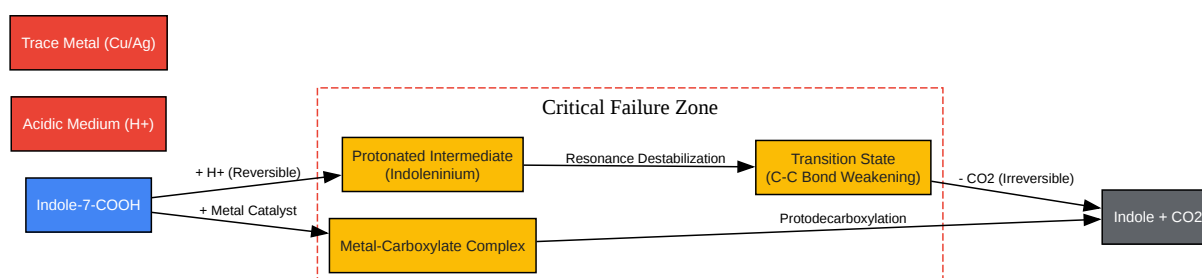 Trace Metal (Cu/Ag)
Acidic Medium (H+)
Indole-7-COOH
+ H+ (Reversible)
+ Metal Catalyst
Critical Failure Zone
Protonated Intermediate
(Indoleninium)
Resonance Destabilization
Transition State
(C-C Bond Weakening)
Metal-Carboxylate Complex
Protodecarboxylation
- CO2 (Irreversible)
Indole + CO2